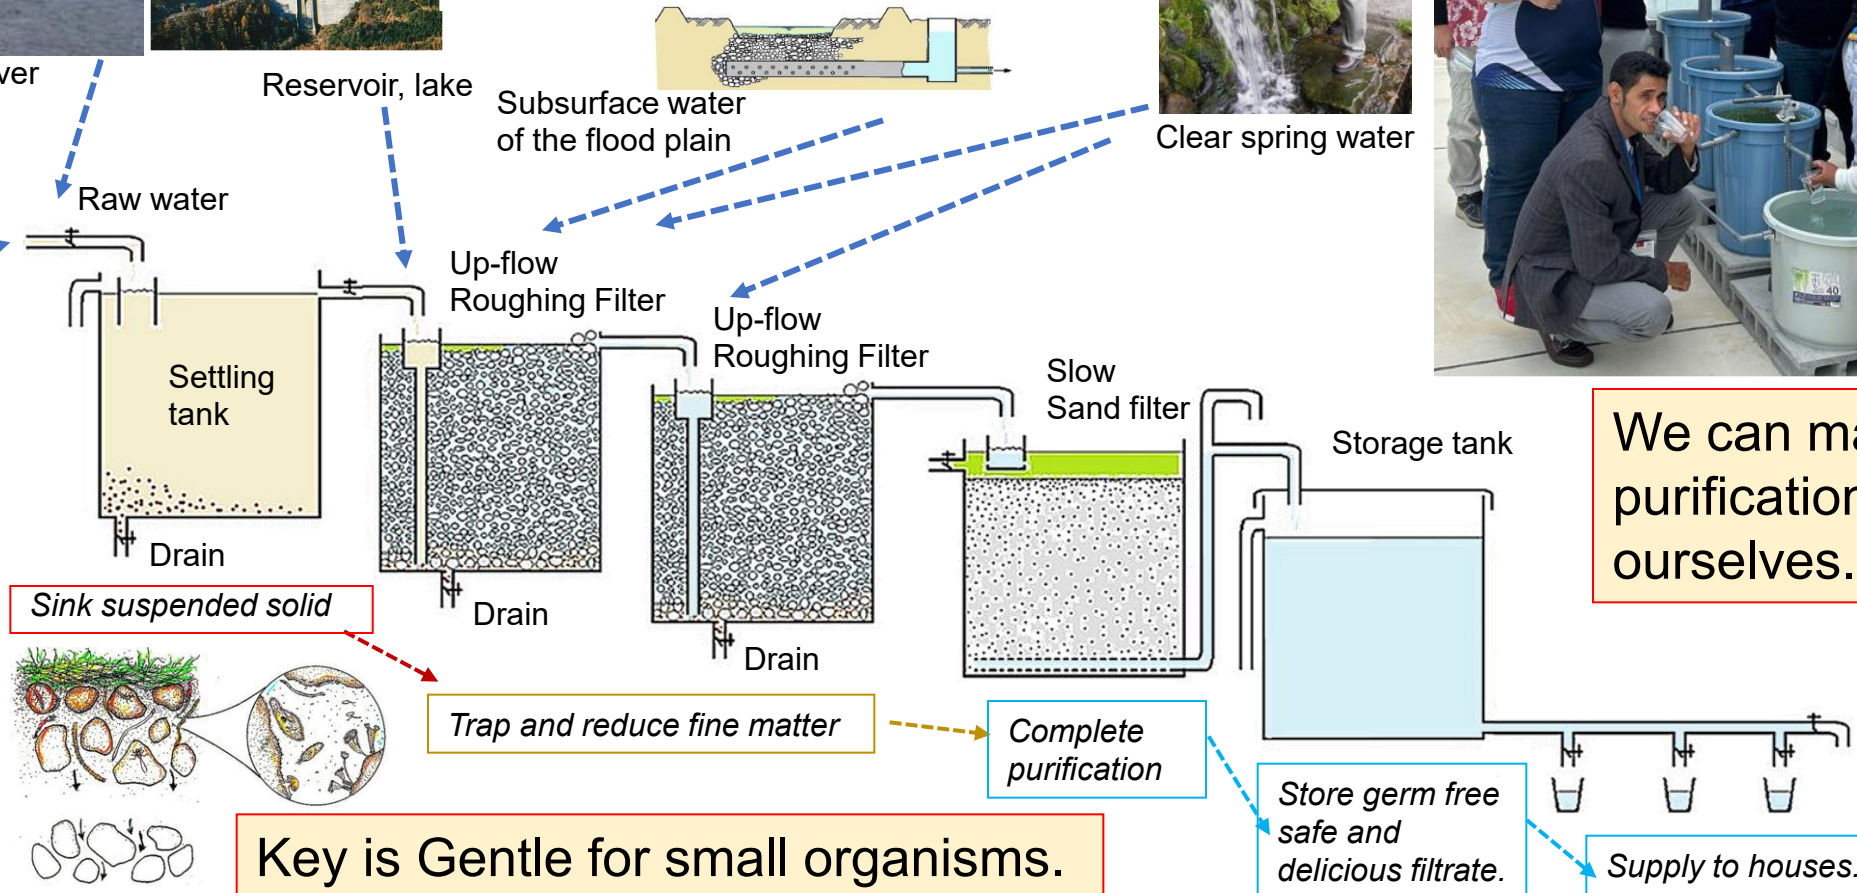 ver
Reservoir, lake
Subsurface water
of the flood plain
Clear spring water
Raw water
Up-flow
Roughing Filter
Up-flow
Roughing Filter
Slow
Sand filter
Settling
tank
Storage tank
40
We can ma
purification
ourselves.
Drain
Drain
Drain
Sink suspended solid
Trap and reduce fine matter
Complete
purification
Store germ free
safe and
delicious filtrate.
Supply to houses.
Key is Gentle for small organisms.